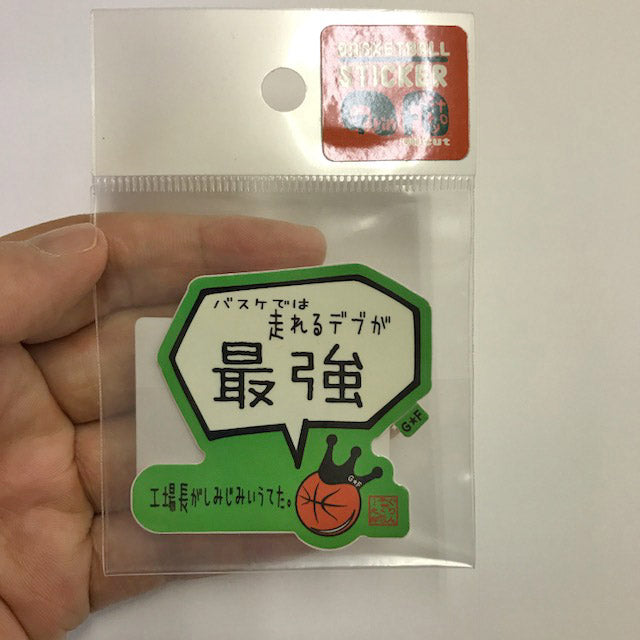 BASKETBALL
STICKER
バスケでは
走れるデブが
最強
G★F
G★F
工場長がしみじみいうてた。